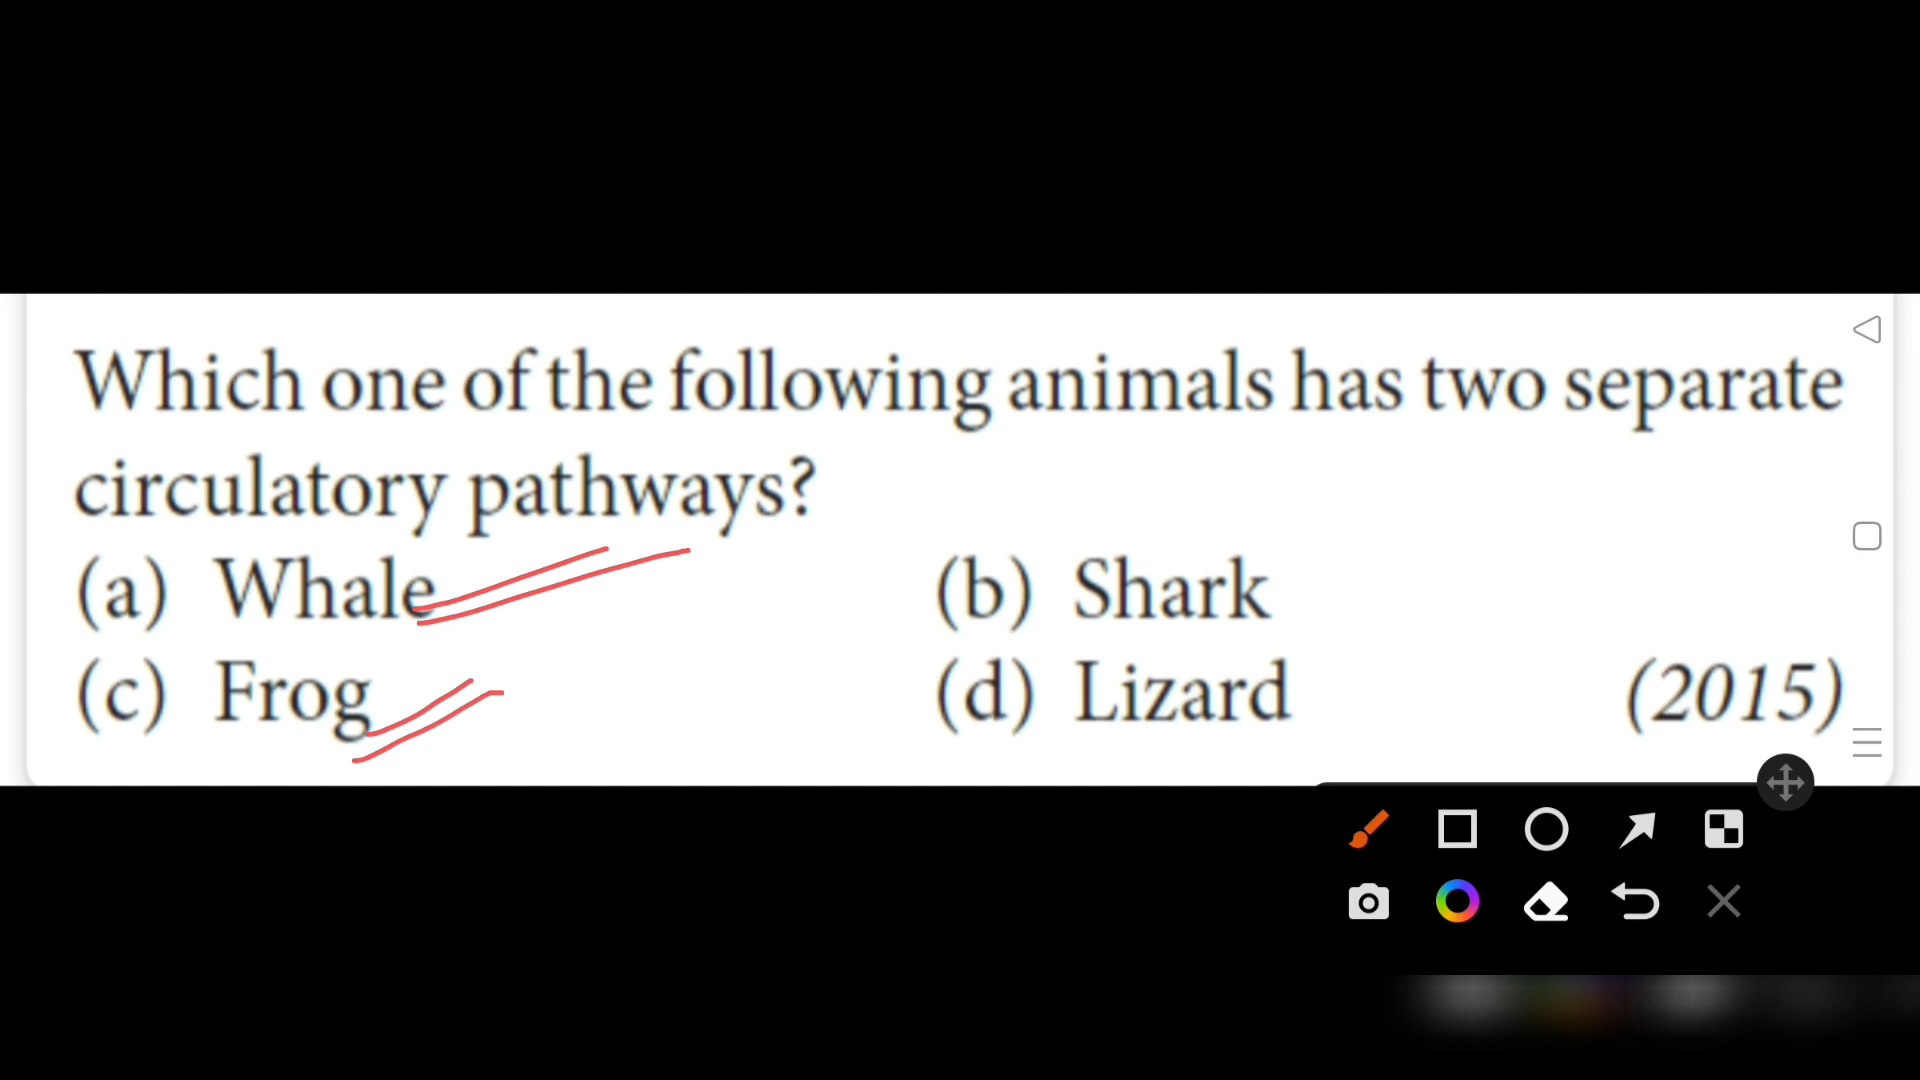 Which one of the following animals has two separate
circulatory pathways?
(a) Whale (b) Shark
(c) Frog (d) Lizard (2015)